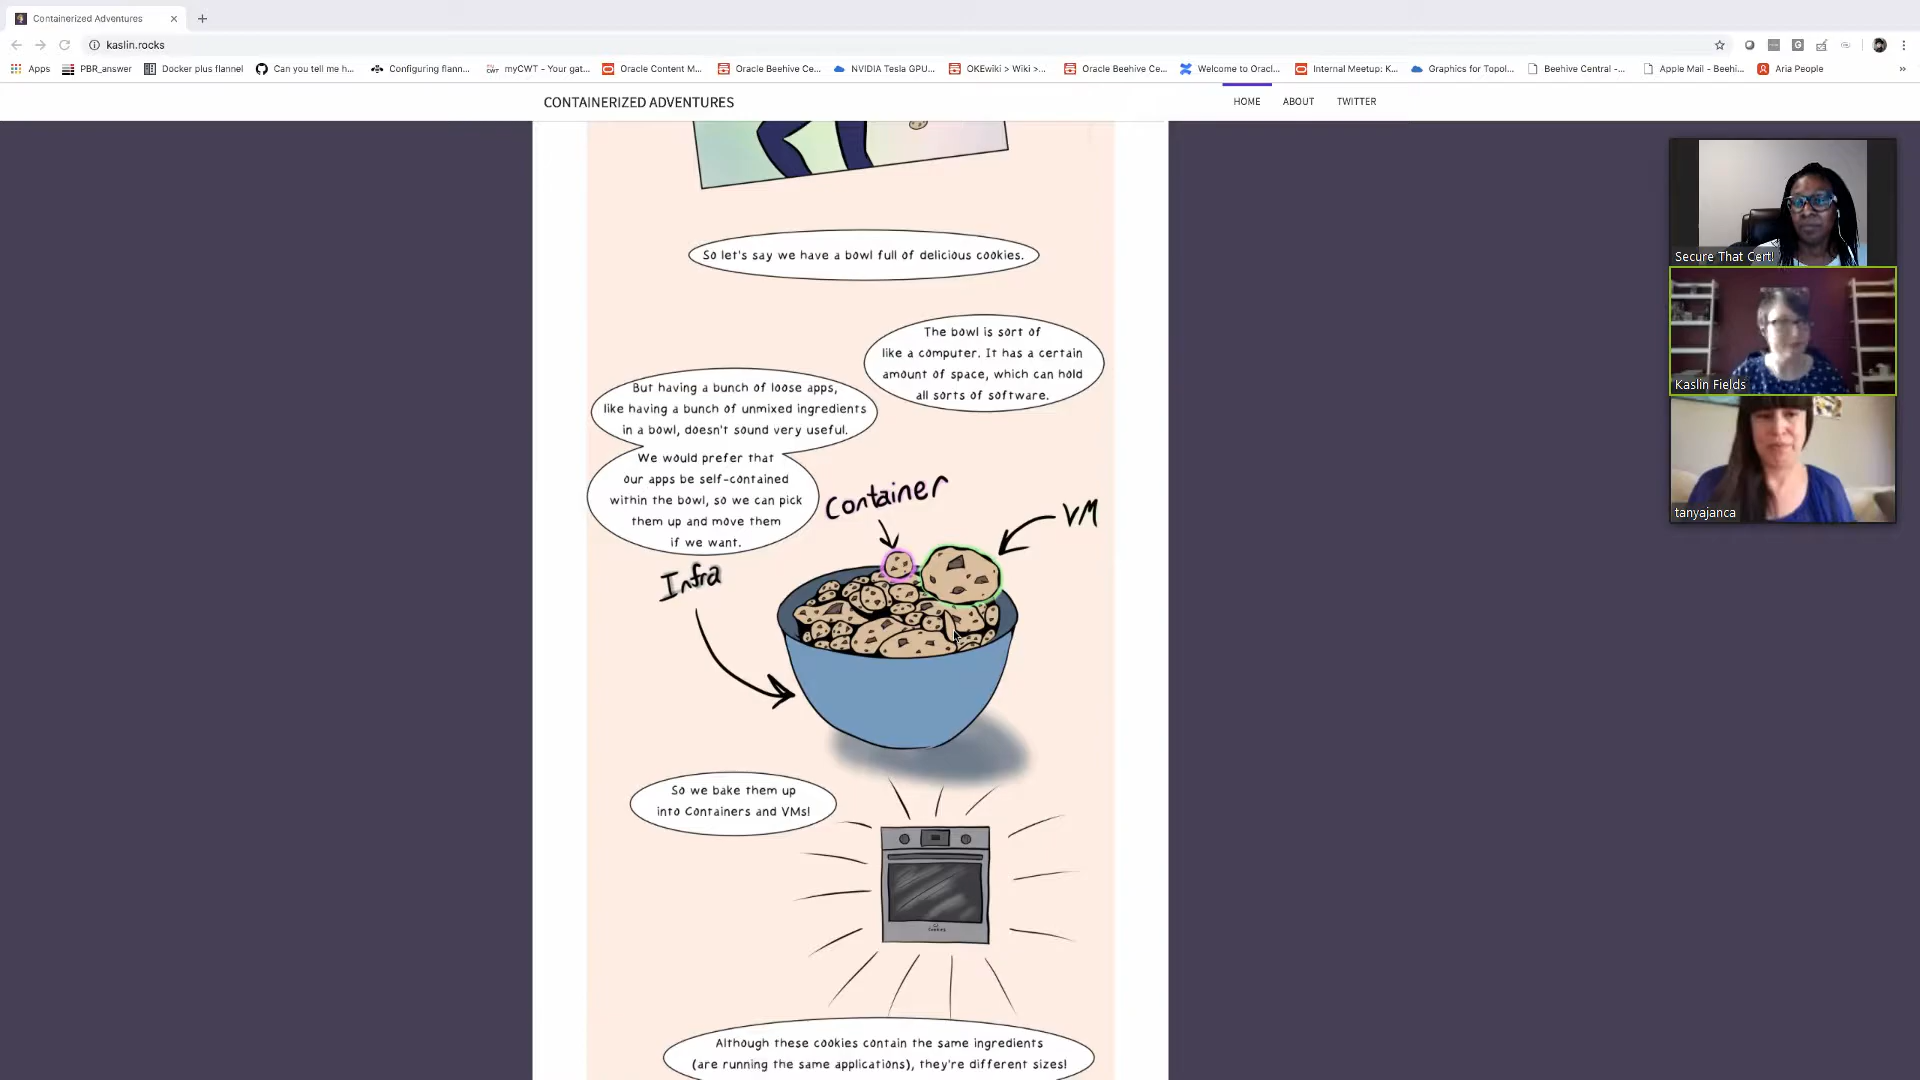 Containerized Adventures
kaslin.rocks
Apps
PBR_answer
Docker plus flannel
Can you tell me h...
Configuring flann...
myCWT - Your gat...
Oracle Content M...
Oracle Beehive Ce...
NVIDIA Tesla GPU...
OKEwiki > Wiki >...
Oracle Beehive Ce...
Welcome to Oracl...
Internal Meetup: K...
Graphics for Topol...
Beehive Central -...
Apple Mail - Beehi...
Aria People
CONTAINERIZED ADVENTURES
HOME
ABOUT
TWITTER
So let's say we have a bowl full of delicious cookies.
The bowl is sort of
like a computer. It has a certain
amount of space, which can hold
all sorts of software.
But having a bunch of loose apps,
like having a bunch of unmixed ingredients
in a bowl, doesn't sound very useful.
We would prefer that
our apps be self-contained
within the bowl, so we can pick
them up and move them
if we want.
Container
VM
Infra
So we bake them up
into Containers and VMs!
Although these cookies contain the same ingredients
(are running the same applications), they're different sizes!
Secure That Cert!
Kaslin Fields
tanyajanca